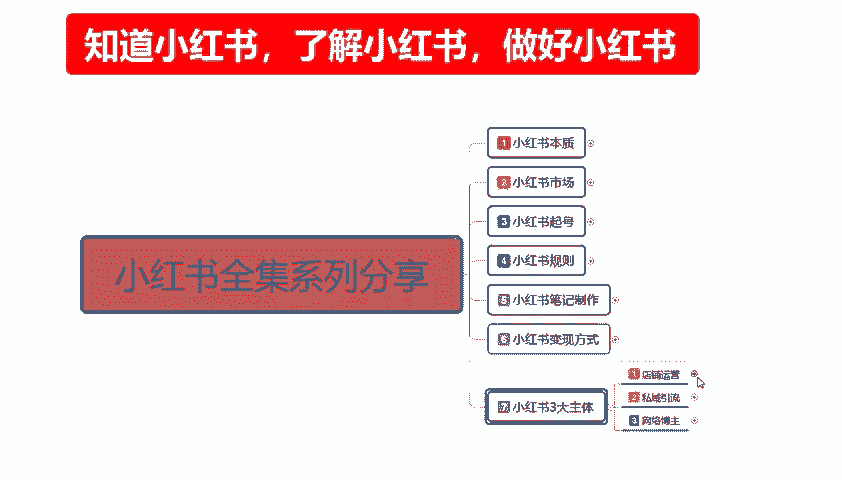 知道小红书，了解小红书，做好小红书
小红书全集系列分享
1 小红书本质
2 小红书市场
3 小红书起号
4 小红书规则
5 小红书笔记制作
6 小红书变现方式
7 小红书3大主体
1 店铺运营
2 私域引流
3 网络博主